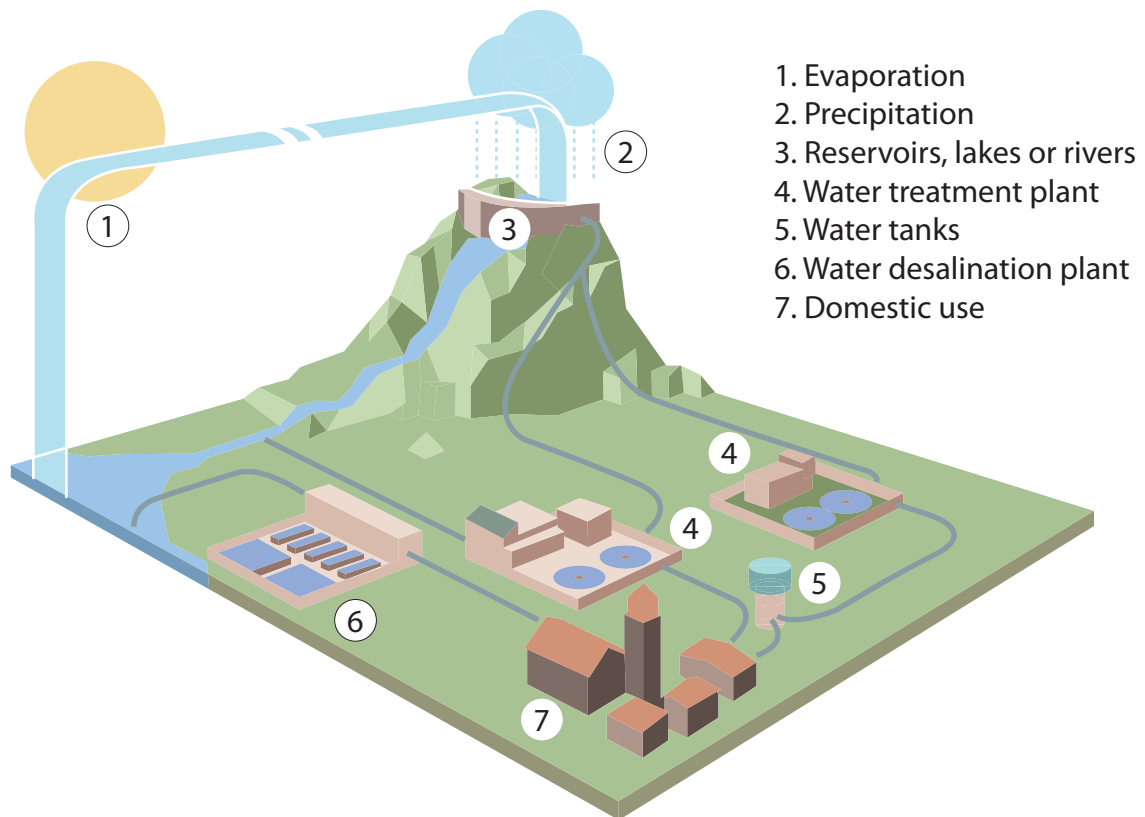 1. Evaporation
2. Precipitation
3. Reservoirs, lakes or rivers
4. Water treatment plant
5. Water tanks
6. Water desalination plant
7. Domestic use
2
1
3
4
4
5
6
7